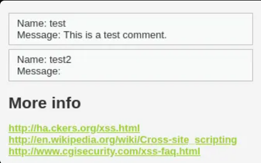 Name: test
Message: This is a test comment.
Name: test2
Message:
More info
http://ha.ckers.org/xss.html
http://en.wikipedia.org/wiki/Cross-site_scripting
http://www.cgisecurity.com/xss-faq.html